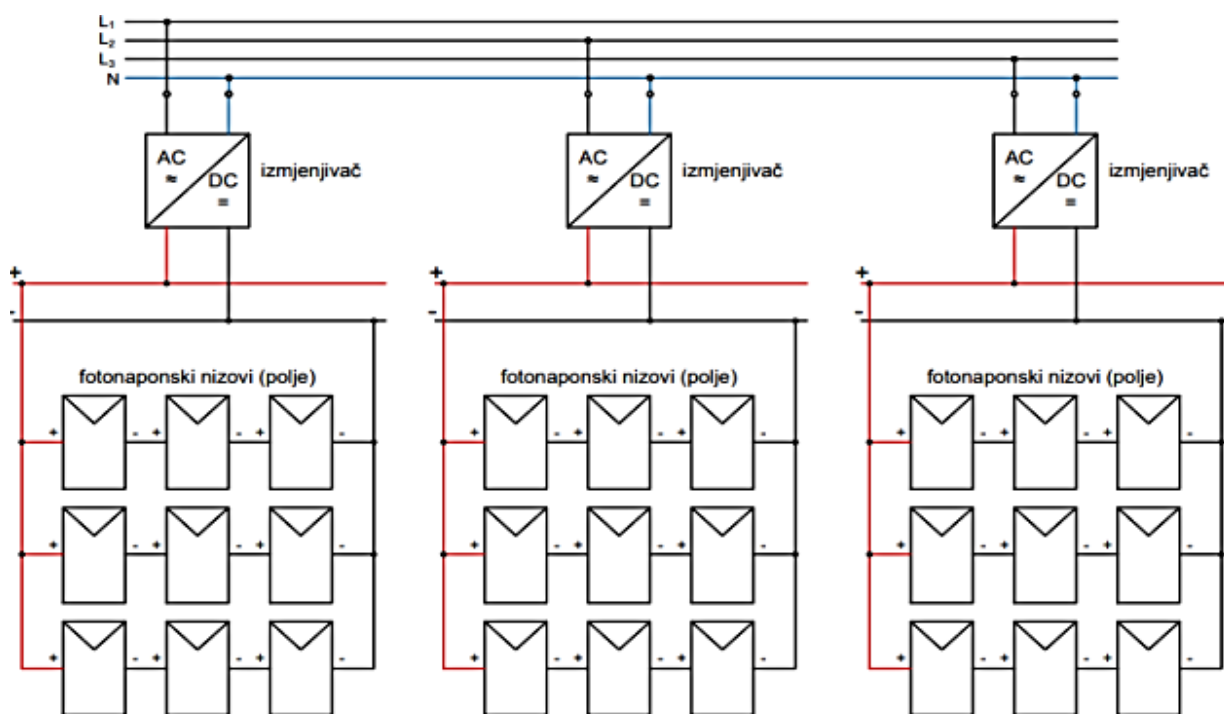 L1
L2
L3
N
AC
≈
DC
=
izmjenjivač
AC
≈
DC
=
izmjenjivač
AC
≈
DC
=
izmjenjivač
+
-
+
-
+
-
fotonaponski nizovi (polje)
fotonaponski nizovi (polje)
fotonaponski nizovi (polje)
+ - + - + -
+ - + - + -
+ - + - + -
+ - + - + -
+ - + - + -
+ - + - + -
+ - + - + -
+ - + - + -
+ - + - + -